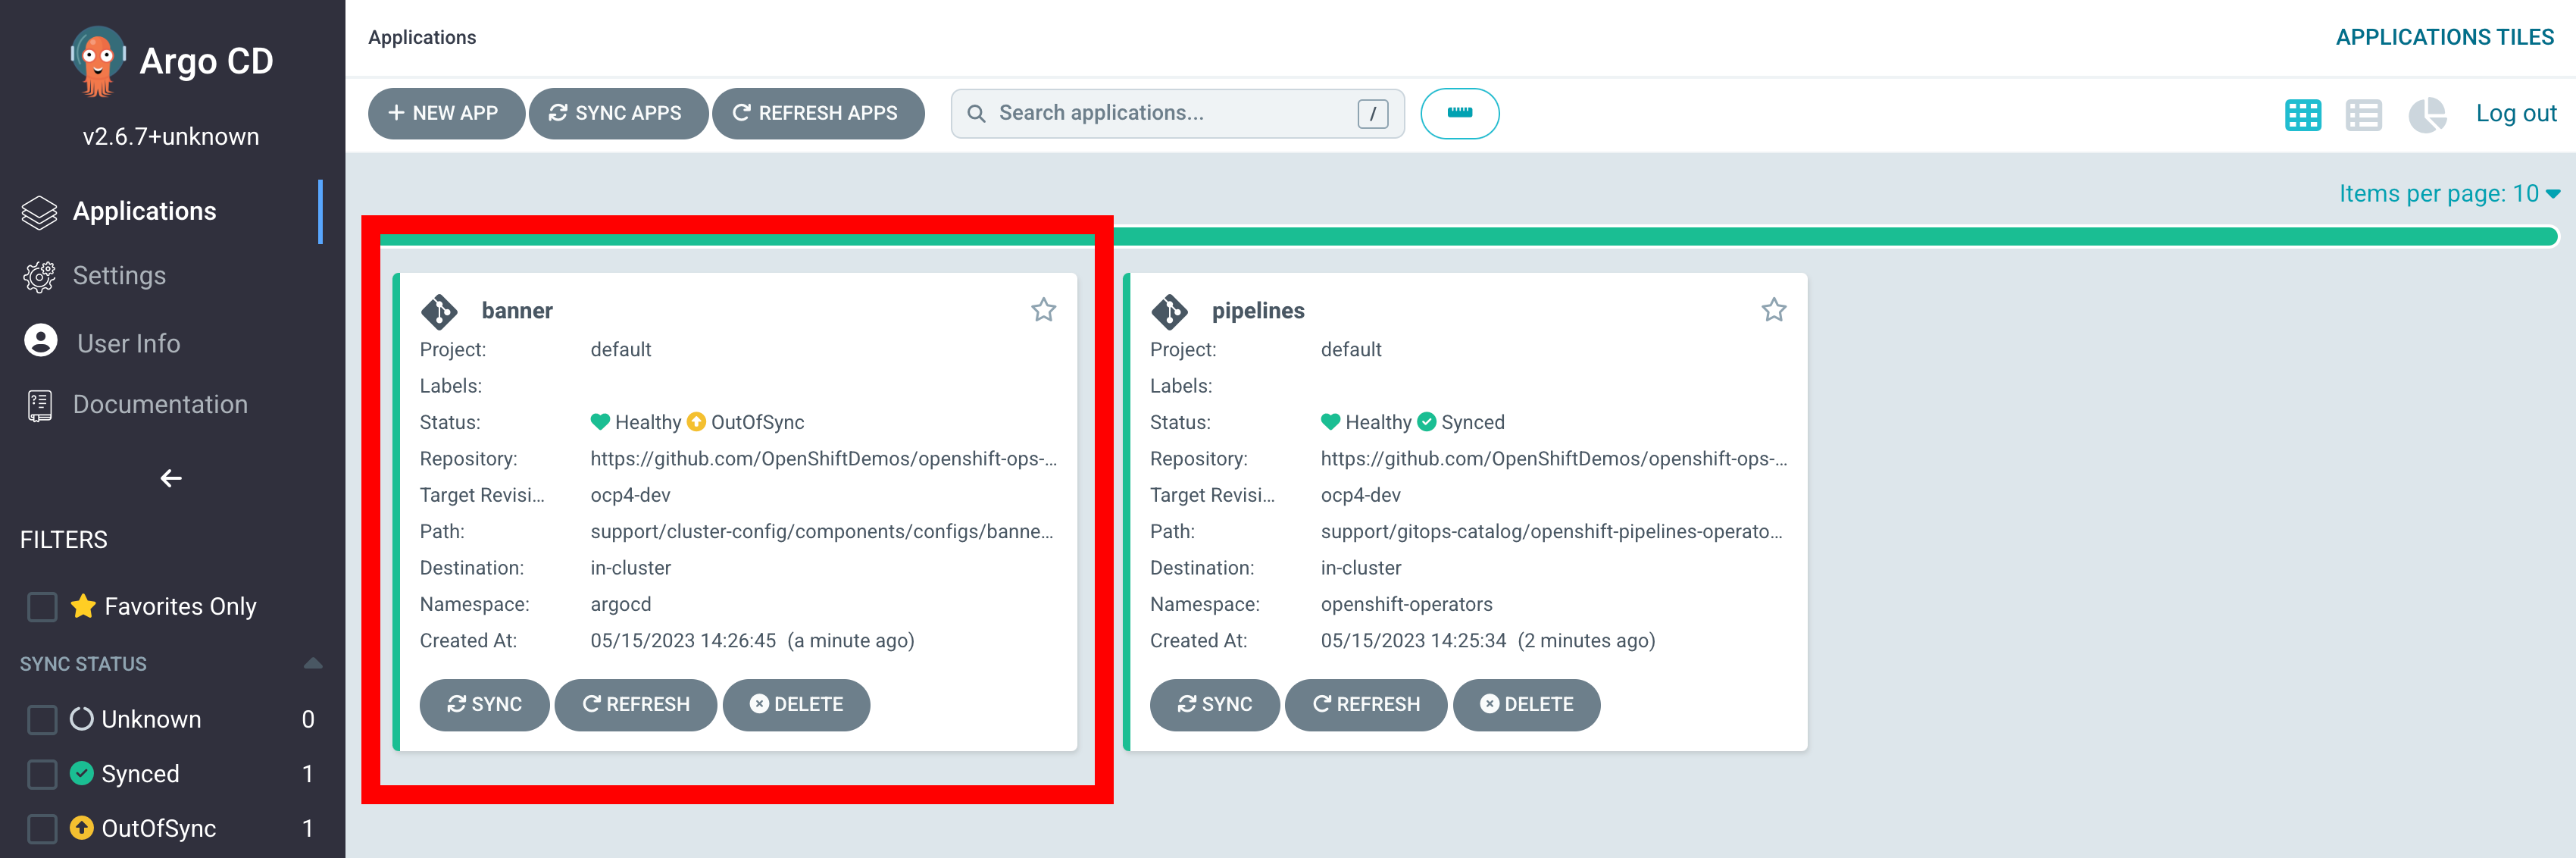 Argo CD
v2.6.7+unknown
Applications
Settings
User Info
Documentation
FILTERS
Favorites Only
SYNC STATUS
Unknown 0
Synced 1
OutOfSync 1
Applications
APPLICATIONS TILES
NEW APP SYNC APPS REFRESH APPS Search applications... / Log out
Items per page: 10
banner
Project: default
Labels:
Status: Healthy OutOfSync
Repository: https://github.com/OpenShiftDemos/openshift-ops-...
Target Revisi... ocp4-dev
Path: support/cluster-config/components/configs/banne...
Destination: in-cluster
Namespace: argocd
Created At: 05/15/2023 14:26:45 (a minute ago)
SYNC REFRESH DELETE
pipelines
Project: default
Labels:
Status: Healthy Synced
Repository: https://github.com/OpenShiftDemos/openshift-ops-...
Target Revisi... ocp4-dev
Path: support/gitops-catalog/openshift-pipelines-operato...
Destination: in-cluster
Namespace: openshift-operators
Created At: 05/15/2023 14:25:34 (2 minutes ago)
SYNC REFRESH DELETE